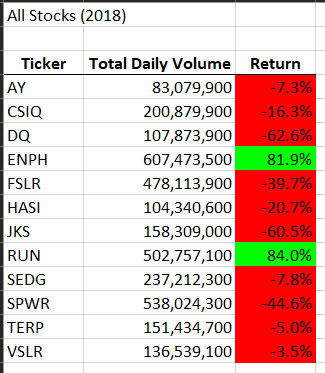 All Stocks (2018)
Ticker Total Daily Volume Return
AY 83,079,900 -7.3%
CSIQ 200,879,900 -16.3%
DQ 107,873,900 -62.6%
ENPH 607,473,500 81.9%
FSLR 478,113,900 -39.7%
HASI 104,340,600 -20.7%
JKS 158,309,000 -60.5%
RUN 502,757,100 84.0%
SEDG 237,212,300 -7.8%
SPWR 538,024,300 -44.6%
TERP 151,434,700 -5.0%
VSLR 136,539,100 -3.5%